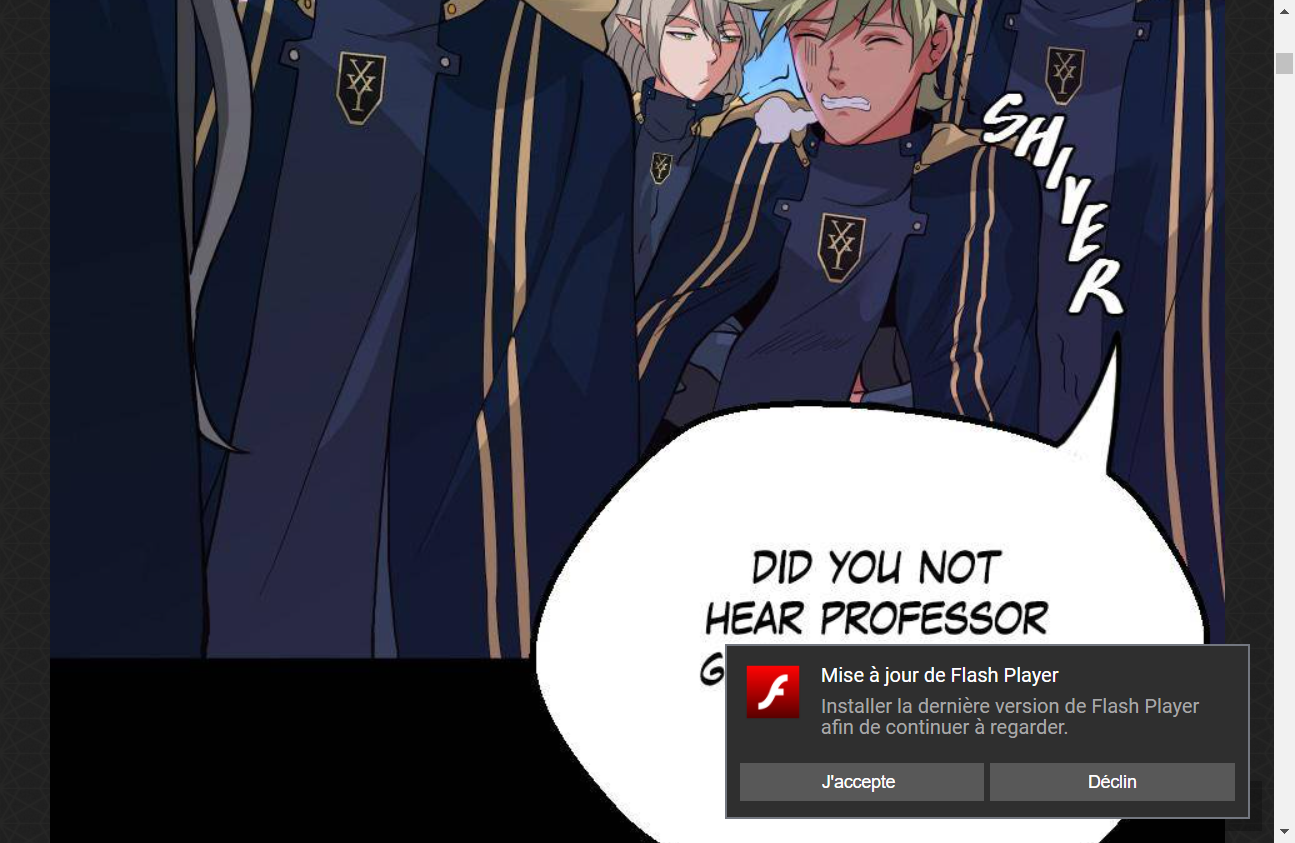 SHIVER
DID YOU NOT
HEAR PROFESSOR
Mise à jour de Flash Player
Installer la dernière version de Flash Player
afin de continuer à regarder.
J'accepte
Déclin